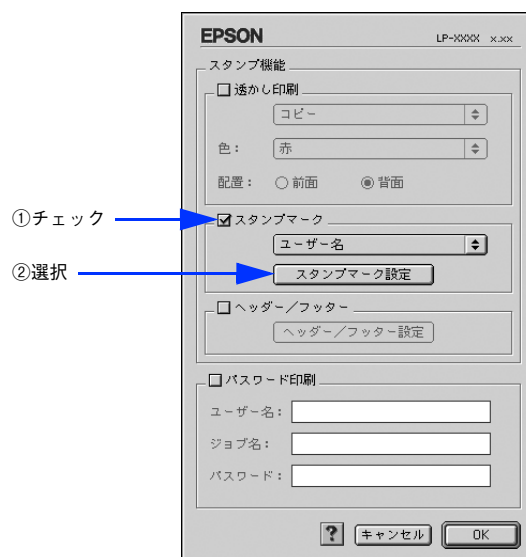 EPSON LP-XXXX x.xx
スタンプ機能
透かし印刷
コピー
色： 赤
配置： 前面 背面
①チェック スタンプマーク
ユーザー名
②選択 スタンプマーク設定
ヘッダー／フッター
ヘッダー／フッター設定
パスワード印刷
ユーザー名：
ジョブ名：
パスワード：
? キャンセル OK